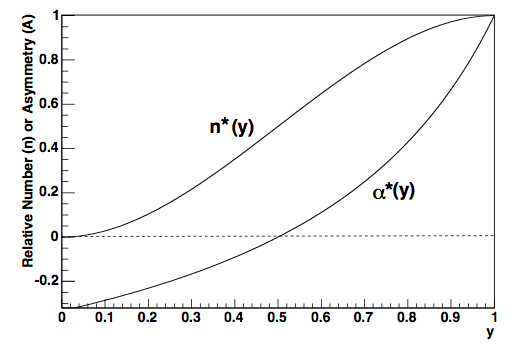 Relative Number (n) or Asymmetry (A)
1
0.8
0.6
0.4
0.2
0
-0.2
n*(y)
α*(y)
0 0.1 0.2 0.3 0.4 0.5 0.6 0.7 0.8 0.9 1
y